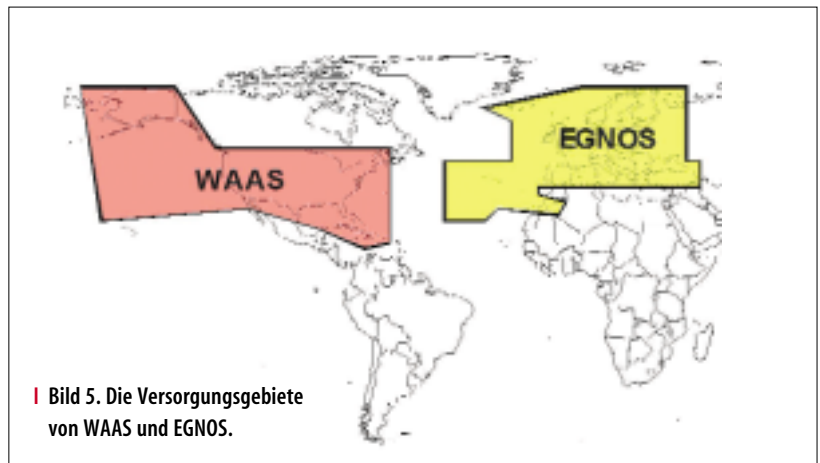 WAAS
EGNOS
Bild 5. Die Versorgungsgebiete
von WAAS und EGNOS.